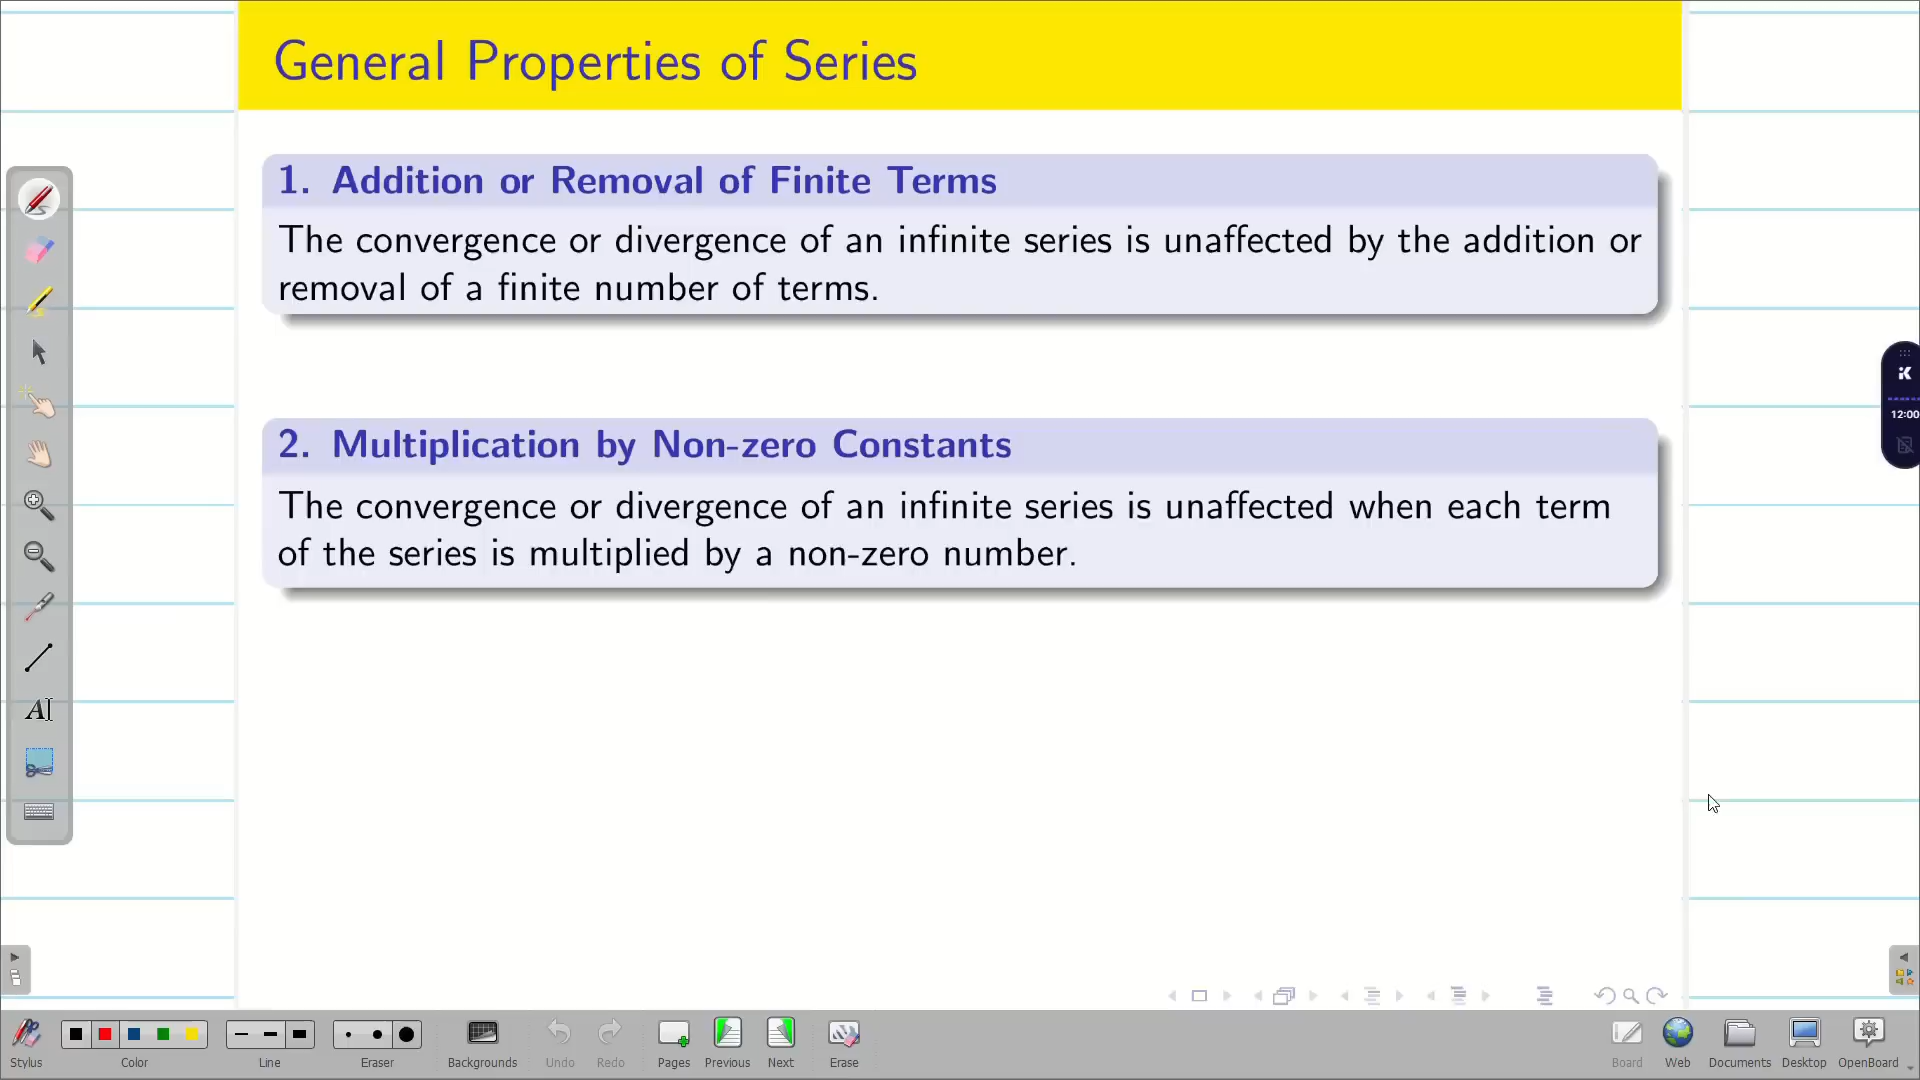 General Properties of Series
1. Addition or Removal of Finite Terms
The convergence or divergence of an infinite series is unaffected by the addition or
removal of a finite number of terms.
2. Multiplication by Non-zero Constants
The convergence or divergence of an infinite series is unaffected when each term
of the series is multiplied by a non-zero number.
12:00
Stylus
Color
Line
Eraser
Backgrounds
Undo
Redo
Pages
Previous
Next
Erase
Board
Web
Documents
Desktop
OpenBoard